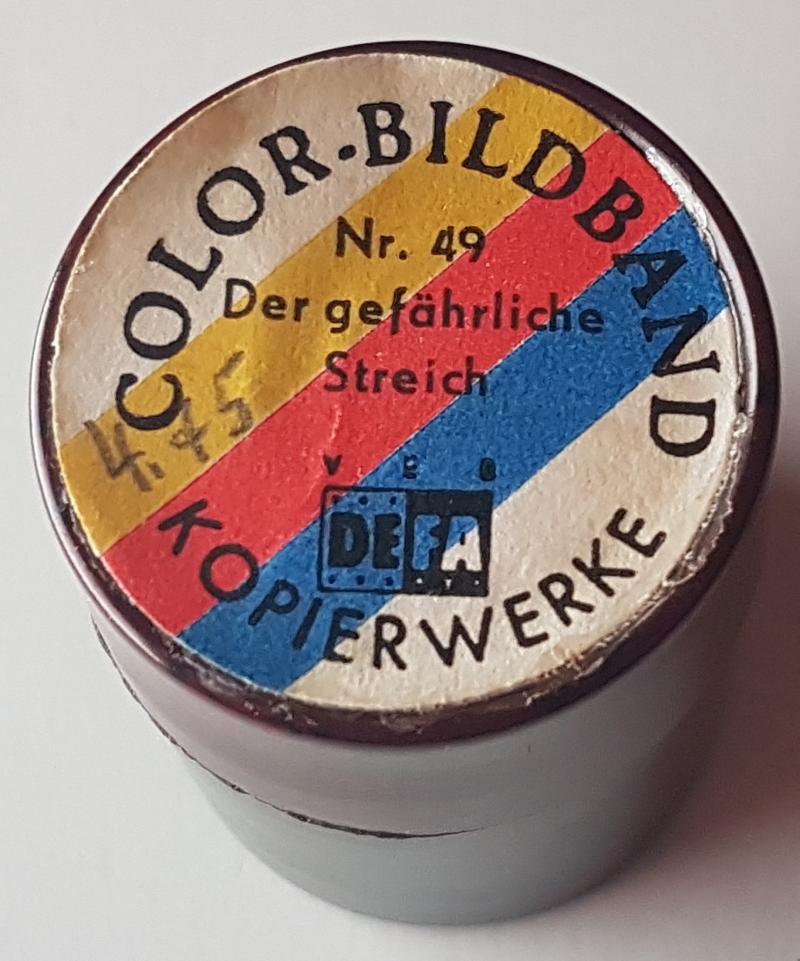 COLOR-BILDBAND
Nr. 49
Der gefährliche
Streich
4.45
VEB
DEFA
KOPIERWERKE